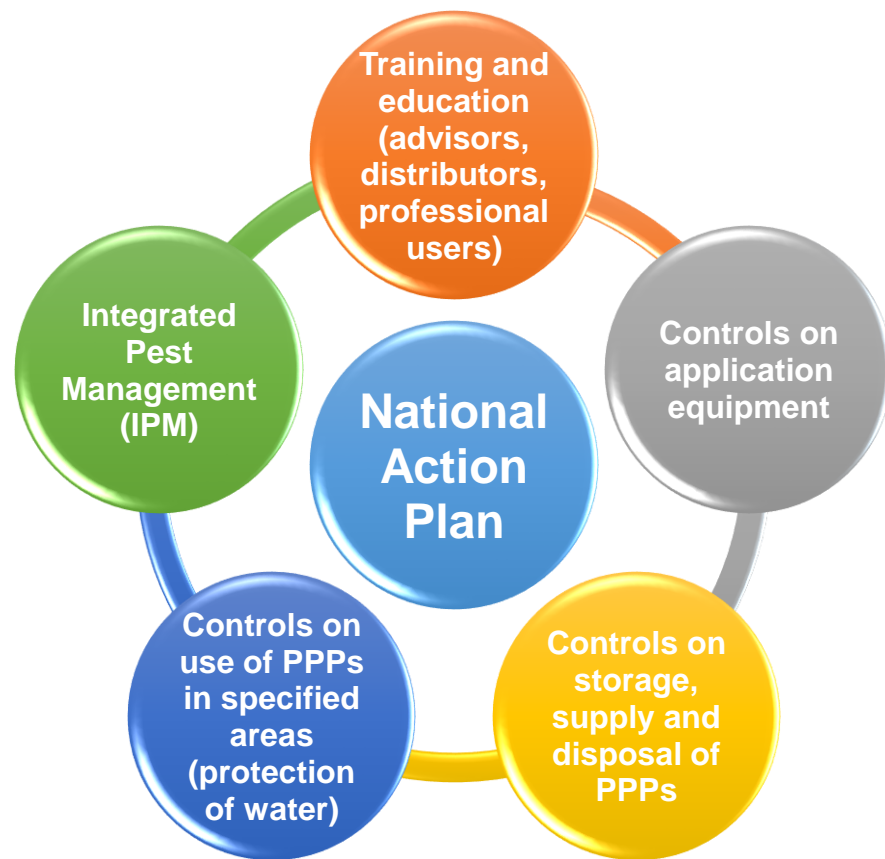 Training and
education
(advisors,
distributors,
professional
users)
Controls on
application
equipment
Controls on
storage,
supply and
disposal of
PPPs
Controls on
use of PPPs
in specified
areas
(protection
of water)
Integrated
Pest
Management
(IPM)
National
Action
Plan